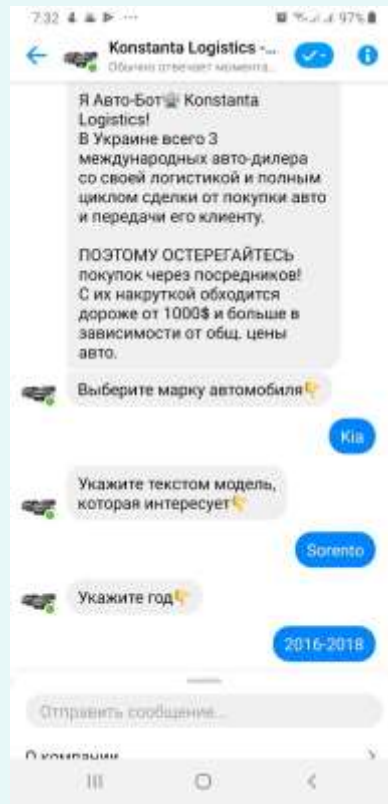 7:32
97%
Konstanta Logistics -...
Обычно отвечает момента...
Я Авто-Бот Konstanta
Logistics!
В Украине всего 3
международных авто-дилера
со своей логистикой и полным
циклом сделки от покупки авто
и передачи его клиенту.
ПОЭТОМУ ОСТЕРЕГАЙТЕСЬ
покупок через посредников!
С их накруткой обходится
дороже от 1000$ и больше в
зависимости от общ. цены
авто.
Выберите марку автомобиля👇
Kia
Укажите текстом модель,
которая интересует👇
Sorento
Укажите год👇
2016-2018
Отправить сообщение...
О компании